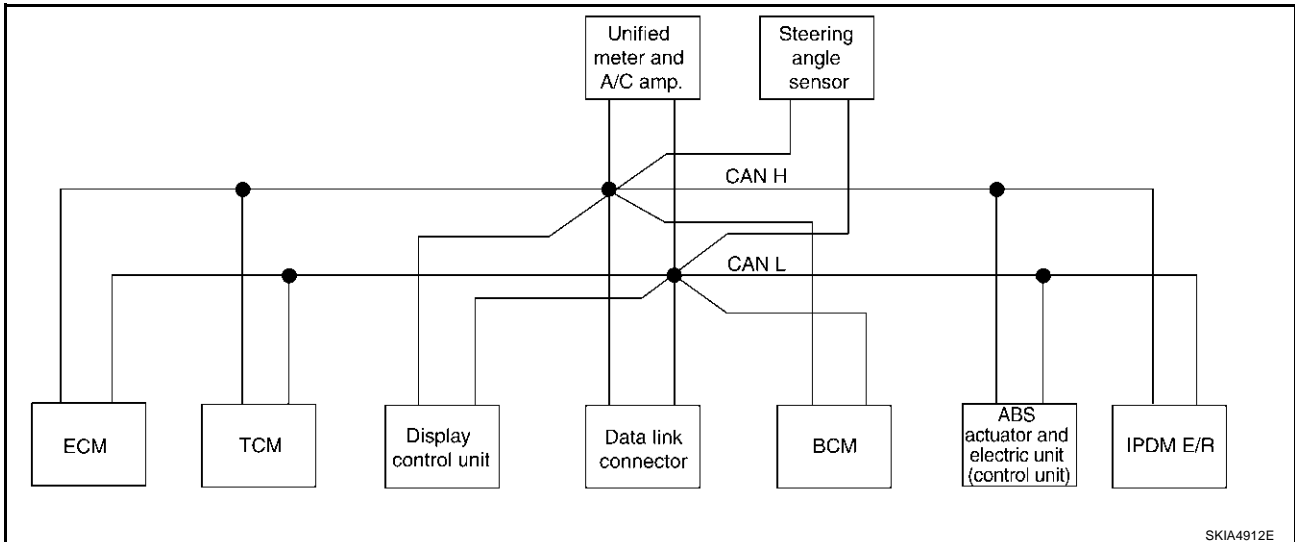 Unified
meter and
A/C amp.
Steering
angle
sensor
CAN H
CAN L
ECM
TCM
Display
control unit
Data link
connector
BCM
ABS
actuator and
electric unit
(control unit)
IPDM E/R
SKIA4912E